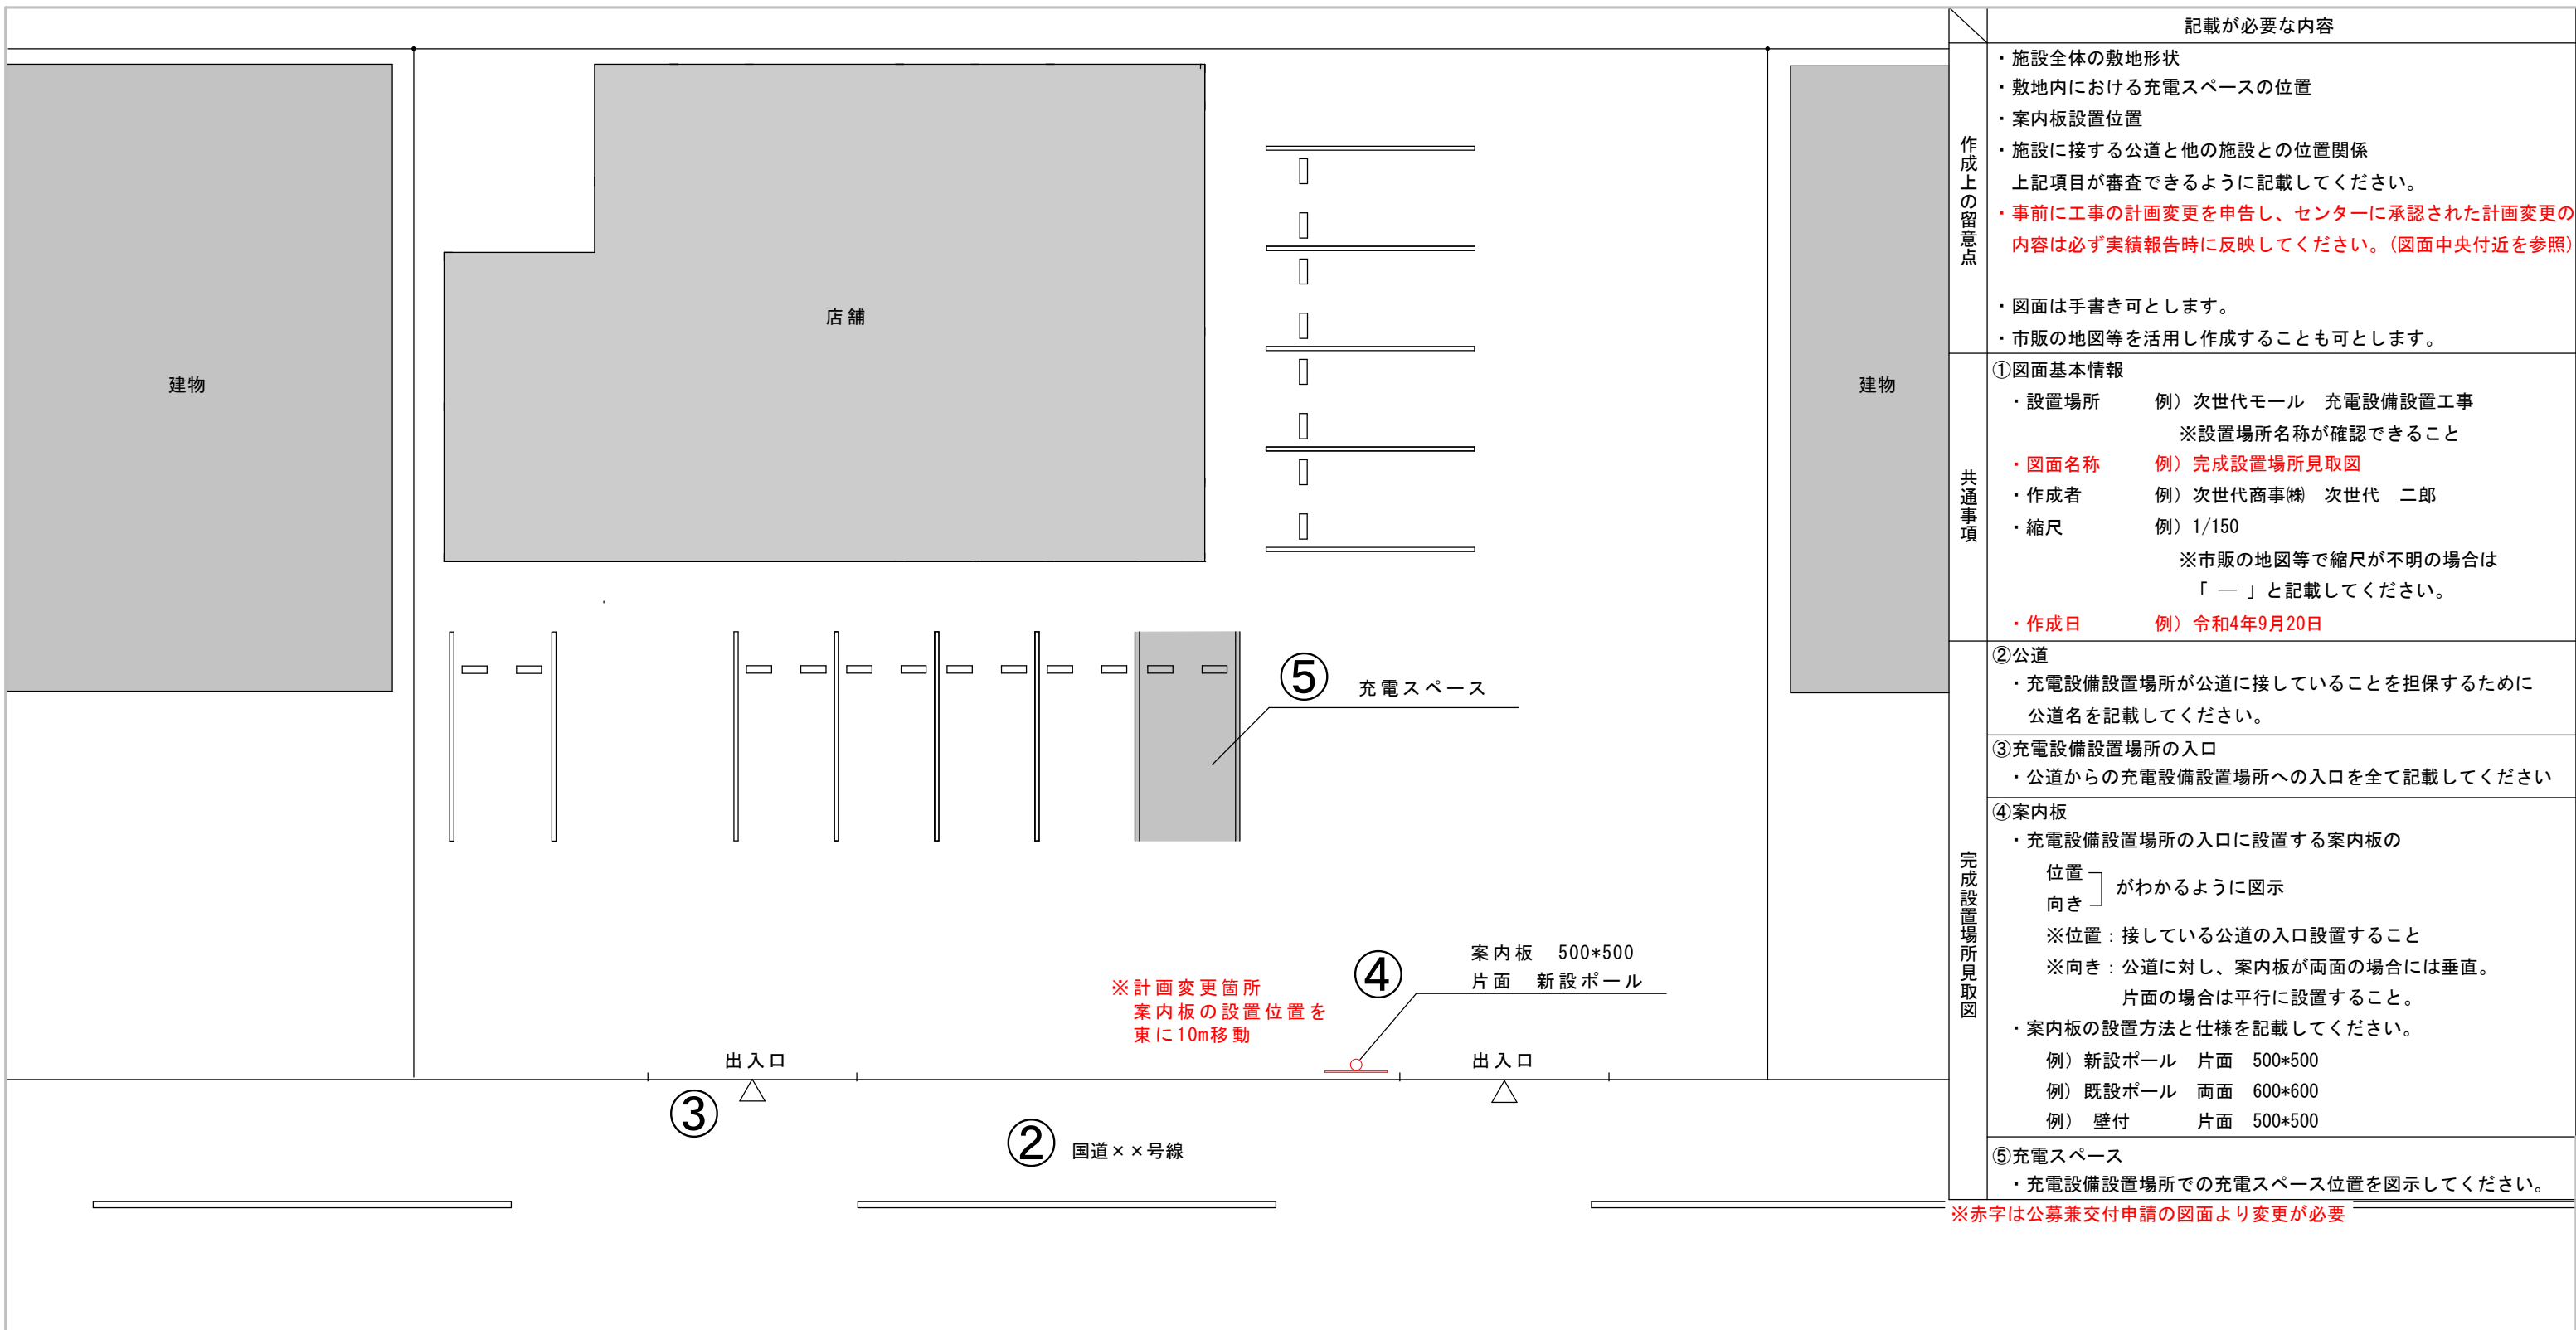 建物
店舗
建物
⑤
充電スペース
④
案内板 500*500
片面 新設ポール
※計画変更箇所
案内板の設置位置を
東に10m移動
出入口
出入口
③
②
国道××号線
記載が必要な内容
作成上の留意点
・施設全体の敷地形状
・敷地内における充電スペースの位置
・案内板設置位置
・施設に接する公道と他の施設との位置関係
上記項目が審査できるように記載してください。
・事前に工事の計画変更を申告し、センターに承認された計画変更の
内容は必ず実績報告時に反映してください。（図面中央付近を参照）
・図面は手書き可とします。
・市販の地図等を活用し作成することも可とします。
共通事項
①図面基本情報
・設置場所 例）次世代モール 充電設備設置工事
※設置場所名称が確認できること
・図面名称 例）完成設置場所見取図
・作成者 例）次世代商事㈱ 次世代 二郎
・縮尺 例）1/150
※市販の地図等で縮尺が不明の場合は
「 ― 」と記載してください。
・作成日 例）令和4年9月20日
完成設置場所見取図
②公道
・充電設備設置場所が公道に接していることを担保するために
公道名を記載してください。
③充電設備設置場所の入口
・公道からの充電設備設置場所への入口を全て記載してください
④案内板
・充電設備設置場所の入口に設置する案内板の
位置
向き
がわかるように図示
※位置：接している公道の入口設置すること
※向き：公道に対し、案内板が両面の場合には垂直。
片面の場合は平行に設置すること。
・案内板の設置方法と仕様を記載してください。
例）新設ポール 片面 500*500
例）既設ポール 両面 600*600
例） 壁付 片面 500*500
⑤充電スペース
・充電設備設置場所での充電スペース位置を図示してください。
※赤字は公募兼交付申請の図面より変更が必要